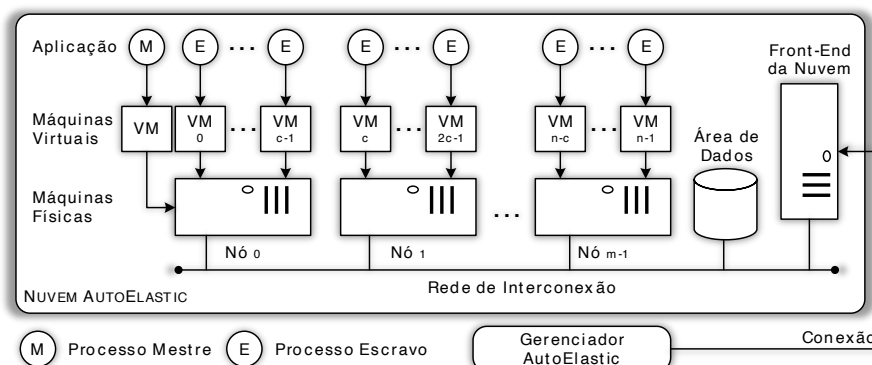 Aplicação M E ... E E ... E E ... E
Front-End
da Nuvem
Máquinas
Virtuais
VM
VM
0
...
VM
c-1
VM
c
...
VM
2c-1
VM
n-c
...
VM
n-1
Área de
Dados
Máquinas
Físicas
...
Nó 0
Nó 1
Nó m-1
Rede de Interconexão
NUVEM AUTOELASTIC
M Processo Mestre
E Processo Escravo
Gerenciador
AutoElastic
Conexão